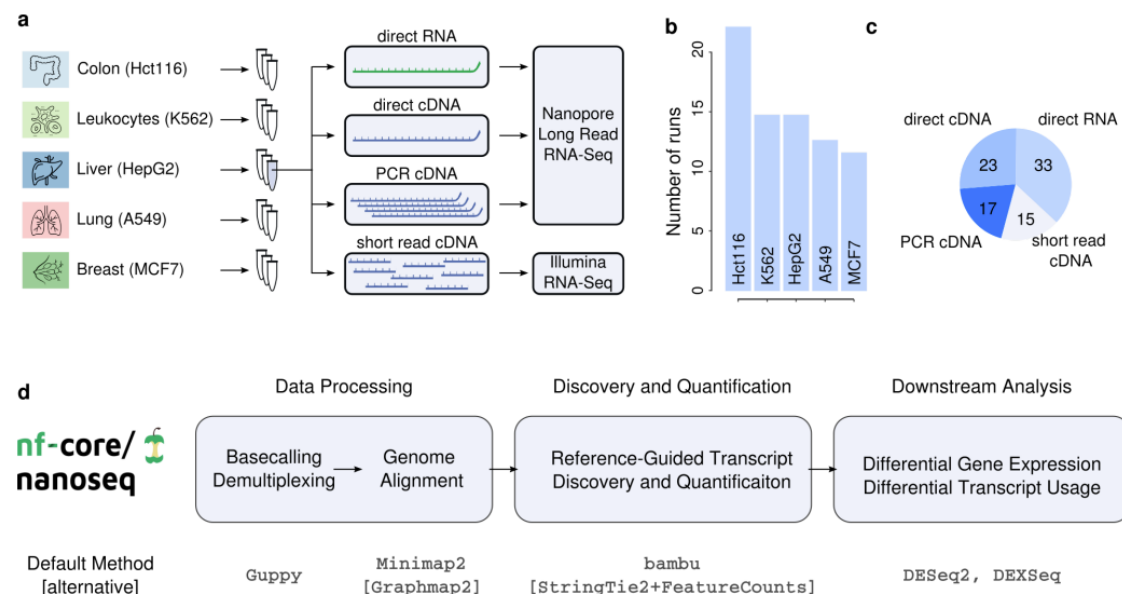 a
direct RNA
Colon (Hct116)
direct cDNA
Leukocytes (K562)
Nanopore
Long Read
RNA-Seq
Liver (HepG2)
PCR cDNA
Lung (A549)
short read cDNA
Breast (MCF7)
Illumina
RNA-Seq
b
Number of runs
20
15
10
5
0
Hct116
K562
HepG2
A549
MCF7
c
direct cDNA
direct RNA
23
33
17
15
PCR cDNA
short read
cDNA
d
Data Processing
Discovery and Quantification
Downstream Analysis
nf-core/
nanoseq
Basecalling
Demultiplexing
Genome
Alignment
Reference-Guided Transcript
Discovery and Quantificaiton
Differential Gene Expression
Differential Transcript Usage
Default Method
[alternative]
Guppy
Minimap2
[Graphmap2]
bambu
[StringTie2+FeatureCounts]
DESeq2, DEXSeq